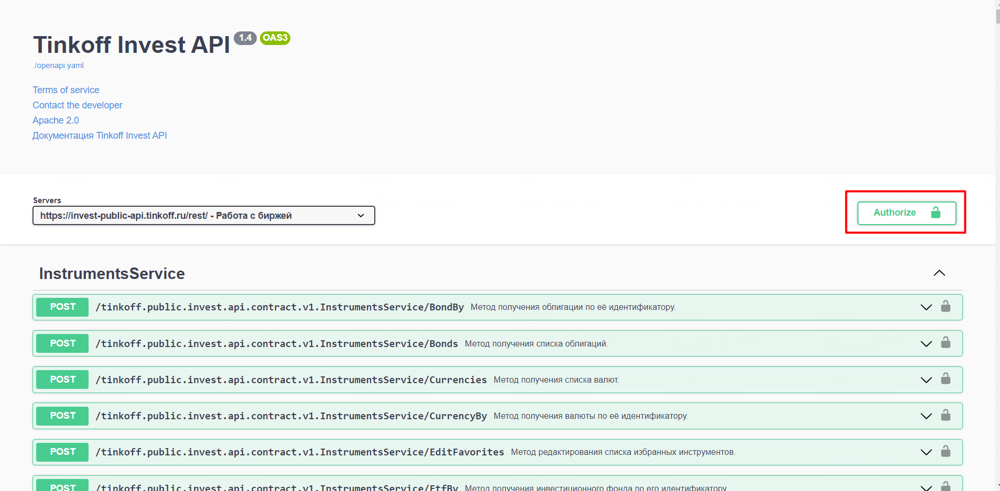 Tinkoff Invest API 1.4 OAS3
./openapi.yaml
Terms of service
Contact the developer
Apache 2.0
Документация Tinkoff Invest API
Servers
https://invest-public-api.tinkoff.ru/rest/ - Работа с биржей
Authorize
InstrumentsService
POST /tinkoff.public.invest.api.contract.v1.InstrumentsService/BondBy Метод получения облигации по её идентификатору.
POST /tinkoff.public.invest.api.contract.v1.InstrumentsService/Bonds Метод получения списка облигаций.
POST /tinkoff.public.invest.api.contract.v1.InstrumentsService/Currencies Метод получения списка валют.
POST /tinkoff.public.invest.api.contract.v1.InstrumentsService/CurrencyBy Метод получения валюты по её идентификатору.
POST /tinkoff.public.invest.api.contract.v1.InstrumentsService/EditFavorites Метод редактирования списка избранных инструментов.
POST /tinkoff.public.invest.api.contract.v1.InstrumentsService/EtfBy Метод получения инвестиционного фонда по его идентификатору